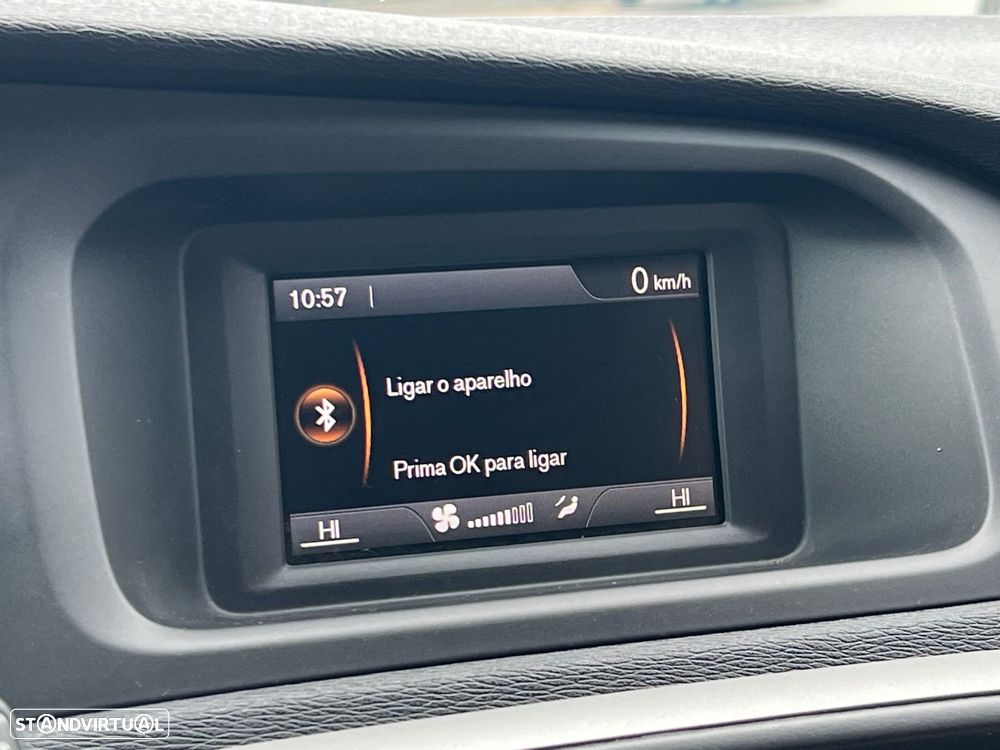 10:57
0 km/h
Ligar o aparelho
Prima OK para ligar
HI
HI
STANDVIRTUAL